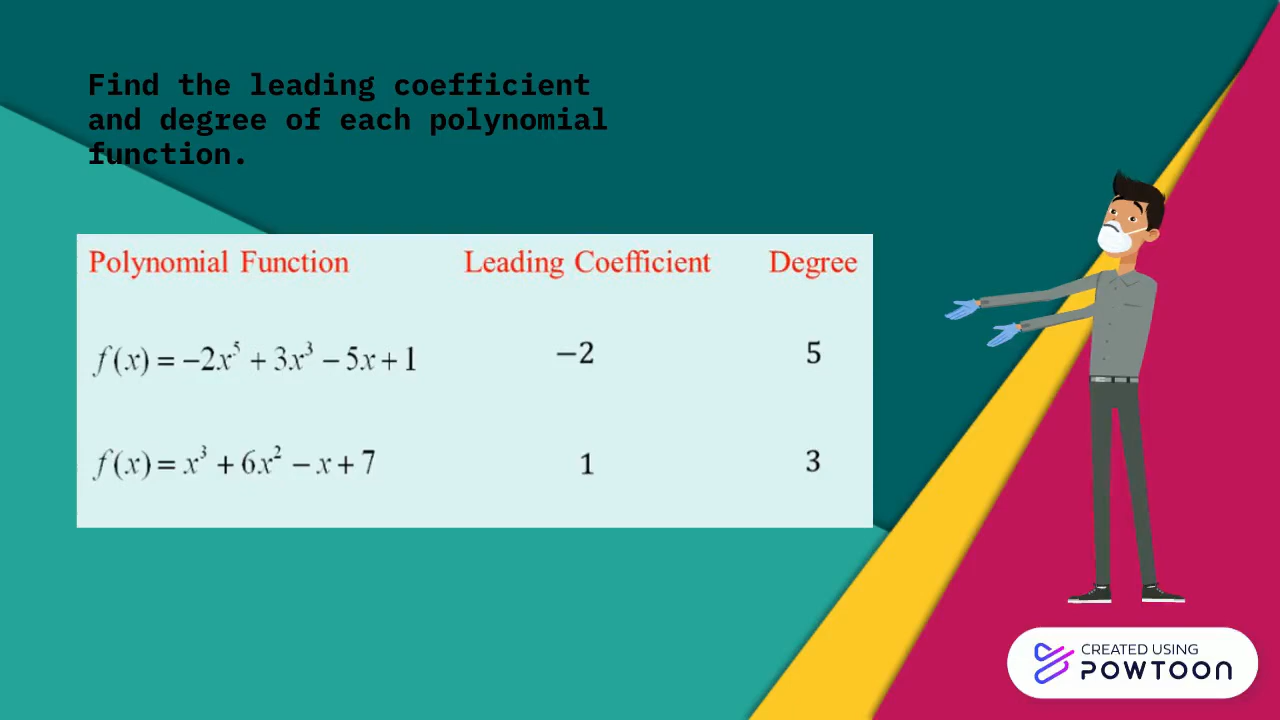 Find the leading coefficient
and degree of each polynomial
function.
Polynomial Function Leading Coefficient Degree
f(x) = −2x⁵ + 3x³ − 5x + 1 −2 5
f(x) = x³ + 6x² − x + 7 1 3
CREATED USING
POWTOON